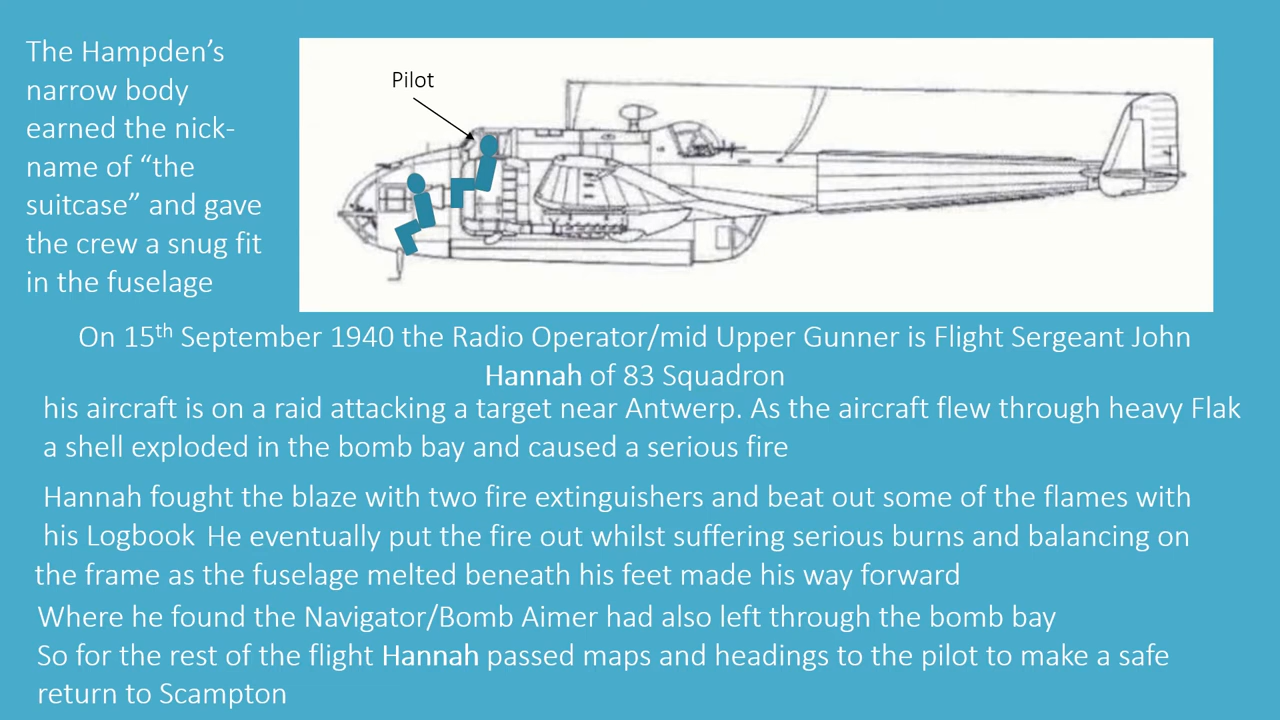 The Hampden’s
narrow body
earned the nick-
name of “the
suitcase” and gave
the crew a snug fit
in the fuselage
Pilot
On 15th September 1940 the Radio Operator/mid Upper Gunner is Flight Sergeant John
Hannah of 83 Squadron
his aircraft is on a raid attacking a target near Antwerp. As the aircraft flew through heavy Flak
a shell exploded in the bomb bay and caused a serious fire
Hannah fought the blaze with two fire extinguishers and beat out some of the flames with
his Logbook He eventually put the fire out whilst suffering serious burns and balancing on
the frame as the fuselage melted beneath his feet made his way forward
Where he found the Navigator/Bomb Aimer had also left through the bomb bay
So for the rest of the flight Hannah passed maps and headings to the pilot to make a safe
return to Scampton